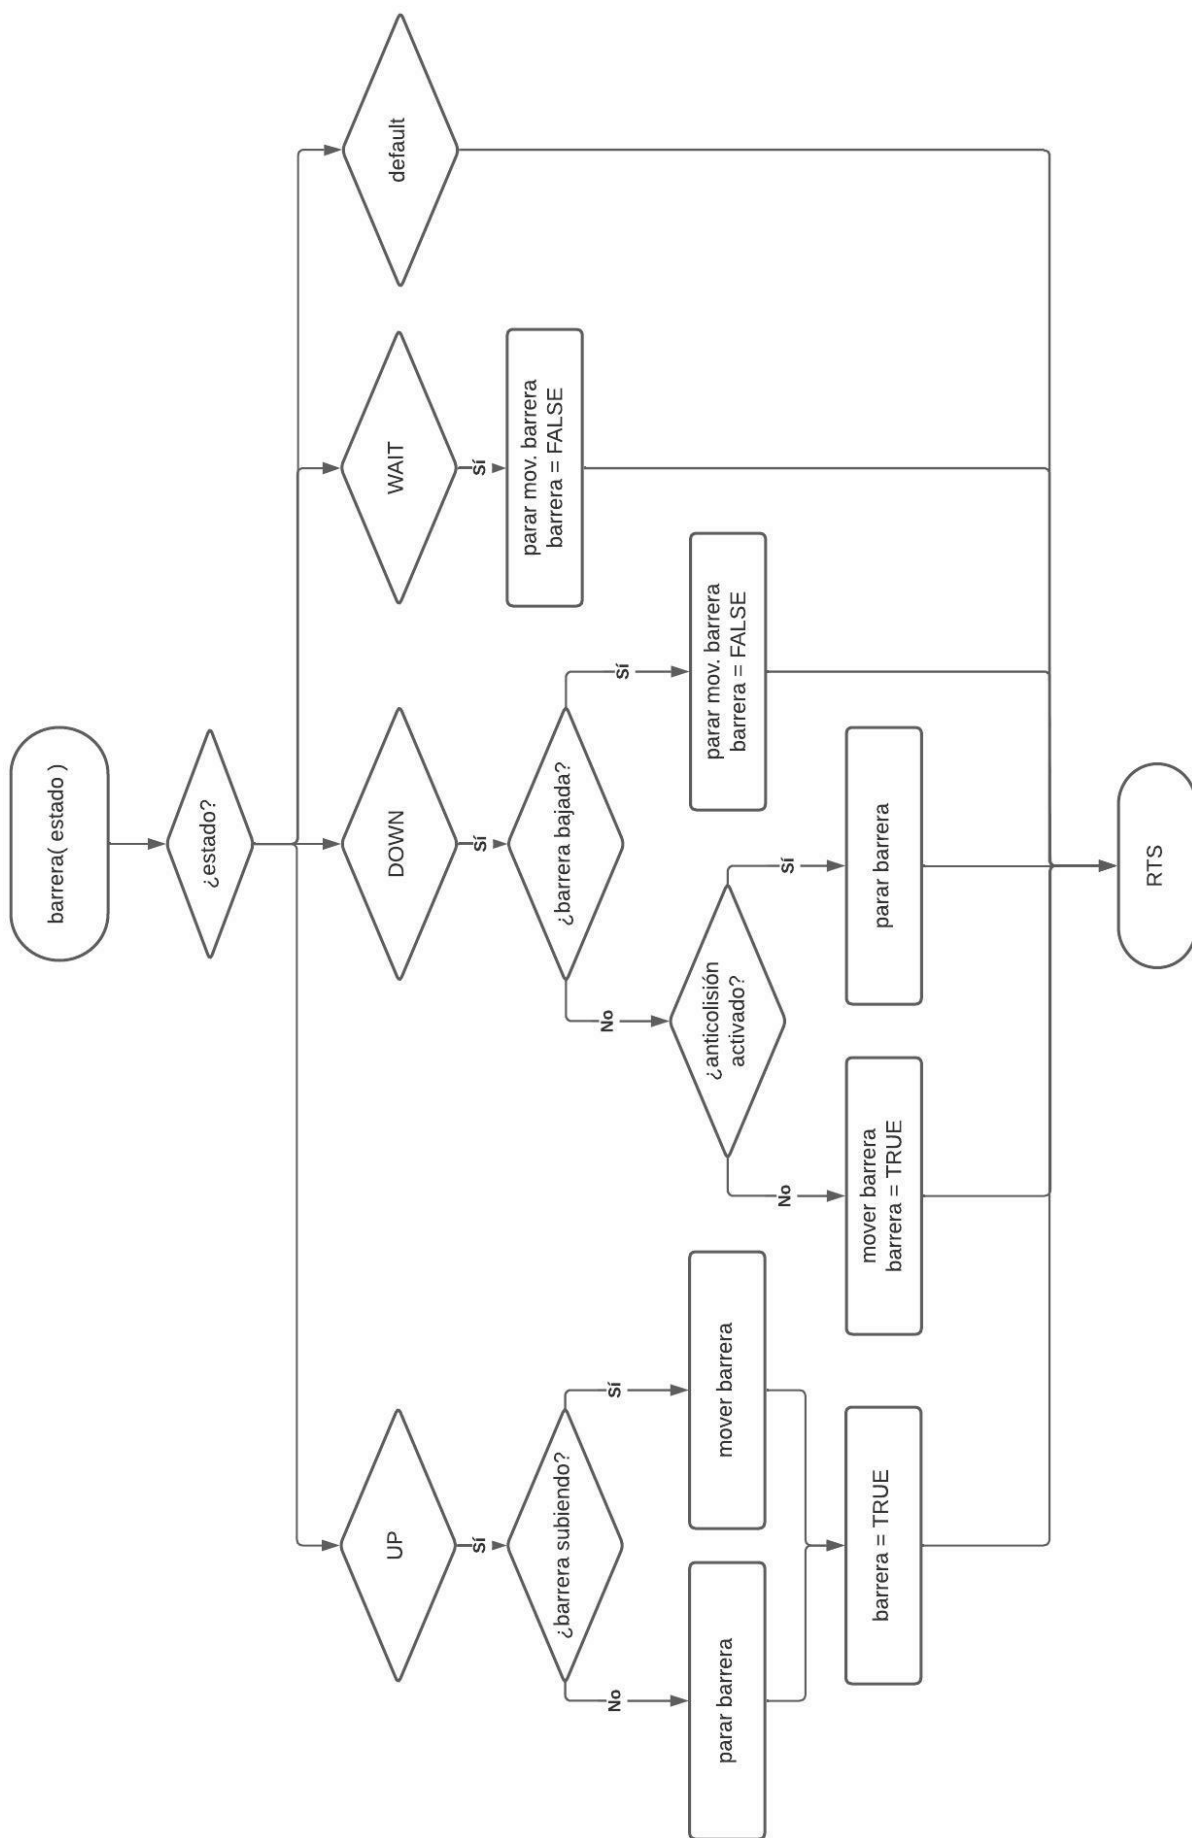 barrera( estado )
¿estado?
UP
DOWN
WAIT
default
Sí
Sí
Sí
¿barrera subiendo?
¿barrera bajada?
parar mov. barrera
barrera = FALSE
No
Sí
No
Sí
parar barrera
mover barrera
¿anticolisión
activado?
parar mov. barrera
barrera = FALSE
No
Sí
barrera = TRUE
mover barrera
barrera = TRUE
parar barrera
RTS